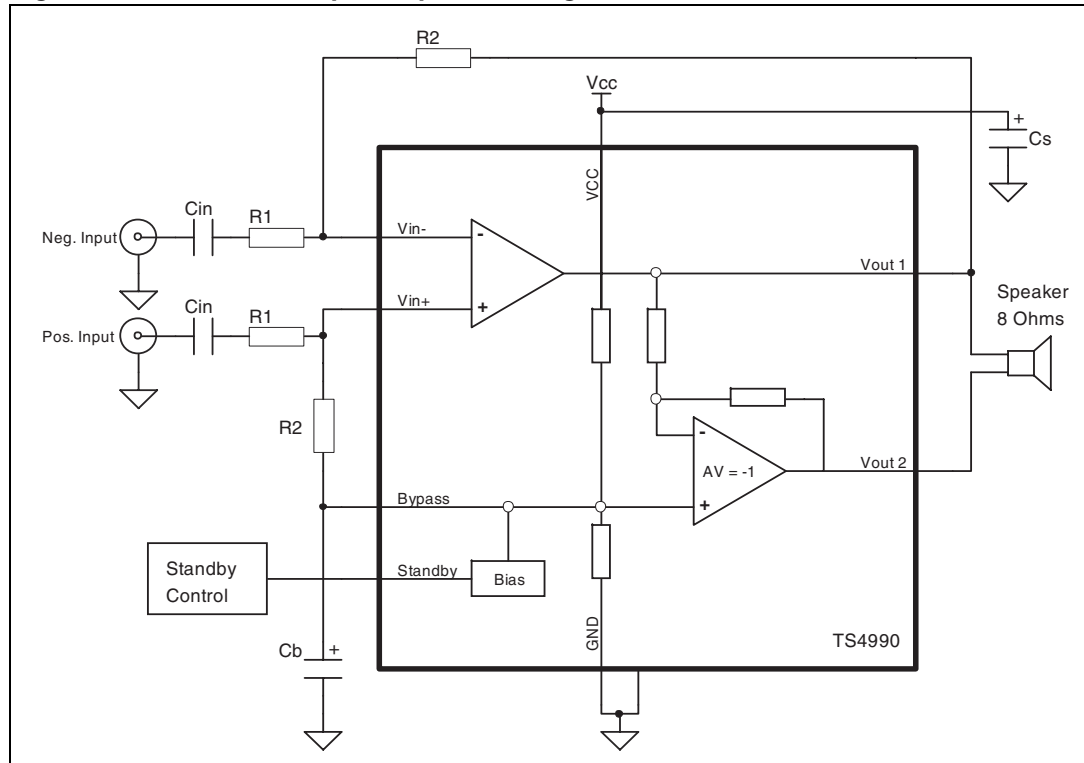 R2
Vcc
+
Cs
VCC
Cin
R1
Neg. Input
Vin-
-
Vout 1
Cin
R1
Vin+
+
Pos. Input
Speaker
8 Ohms
R2
-
AV = -1
Vout 2
+
Bypass
Standby
Control
Standby
Bias
GND
TS4990
Cb
+